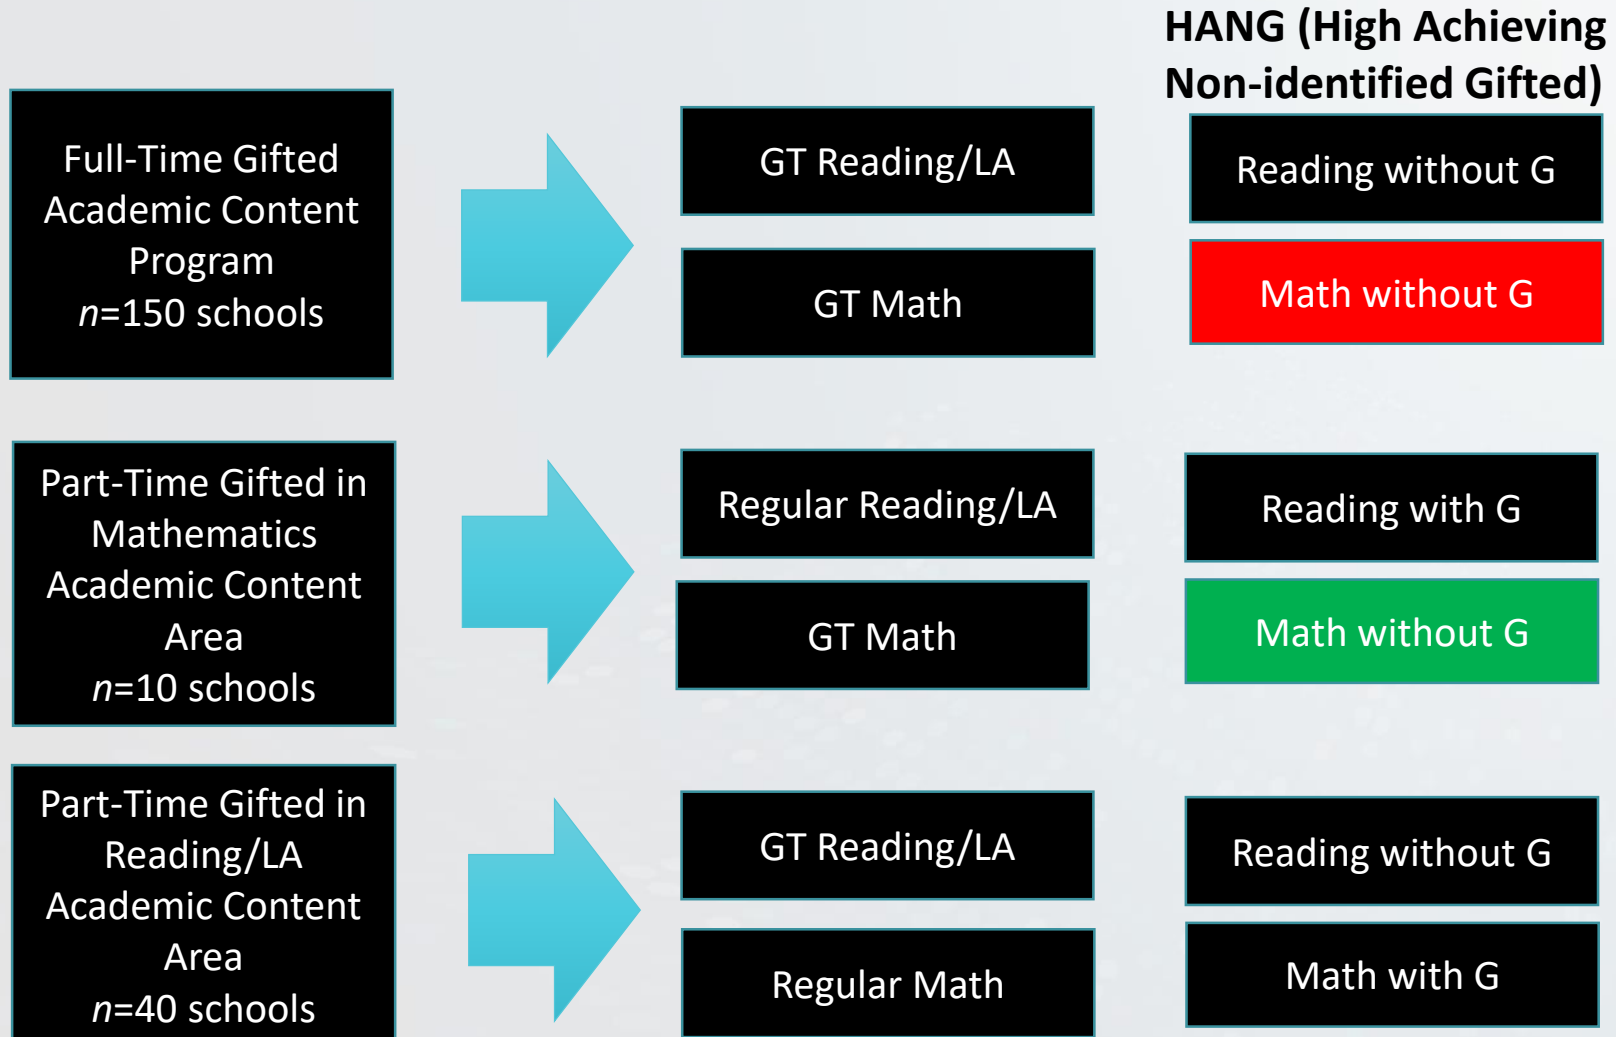 HANG (High Achieving
Non-identified Gifted)
Full-Time Gifted
Academic Content
Program
n=150 schools
GT Reading/LA
GT Math
Reading without G
Math without G
Part-Time Gifted in
Mathematics
Academic Content
Area
n=10 schools
Regular Reading/LA
GT Math
Reading with G
Math without G
Part-Time Gifted in
Reading/LA
Academic Content
Area
n=40 schools
GT Reading/LA
Regular Math
Reading without G
Math with G